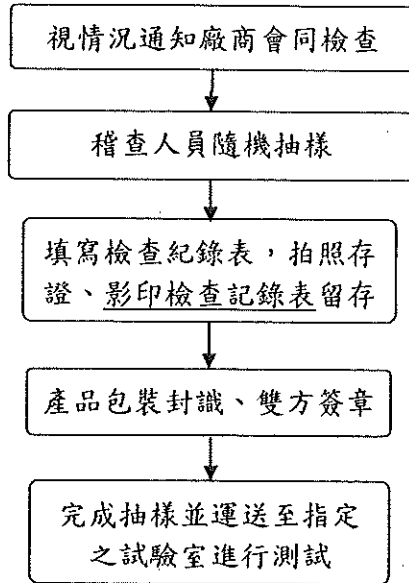 視情況通知廠商會同檢查
稽查人員隨機抽樣
填寫檢查紀錄表，拍照存
證、影印檢查記錄表留存
產品包裝封識、雙方簽章
完成抽樣並運送至指定
之試驗室進行測試